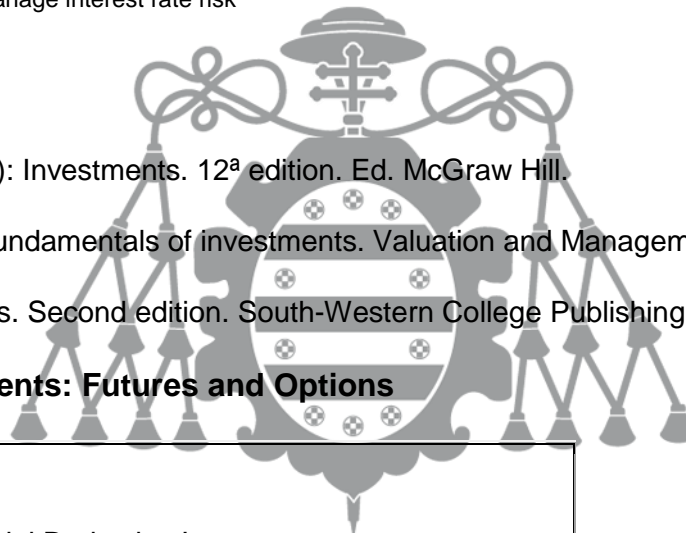 anage interest rate risk
): Investments. 12ª edition. Ed. McGraw Hill.
undamentals of investments. Valuation and Managem
s. Second edition. South-Western College Publishing
ents: Futures and Options